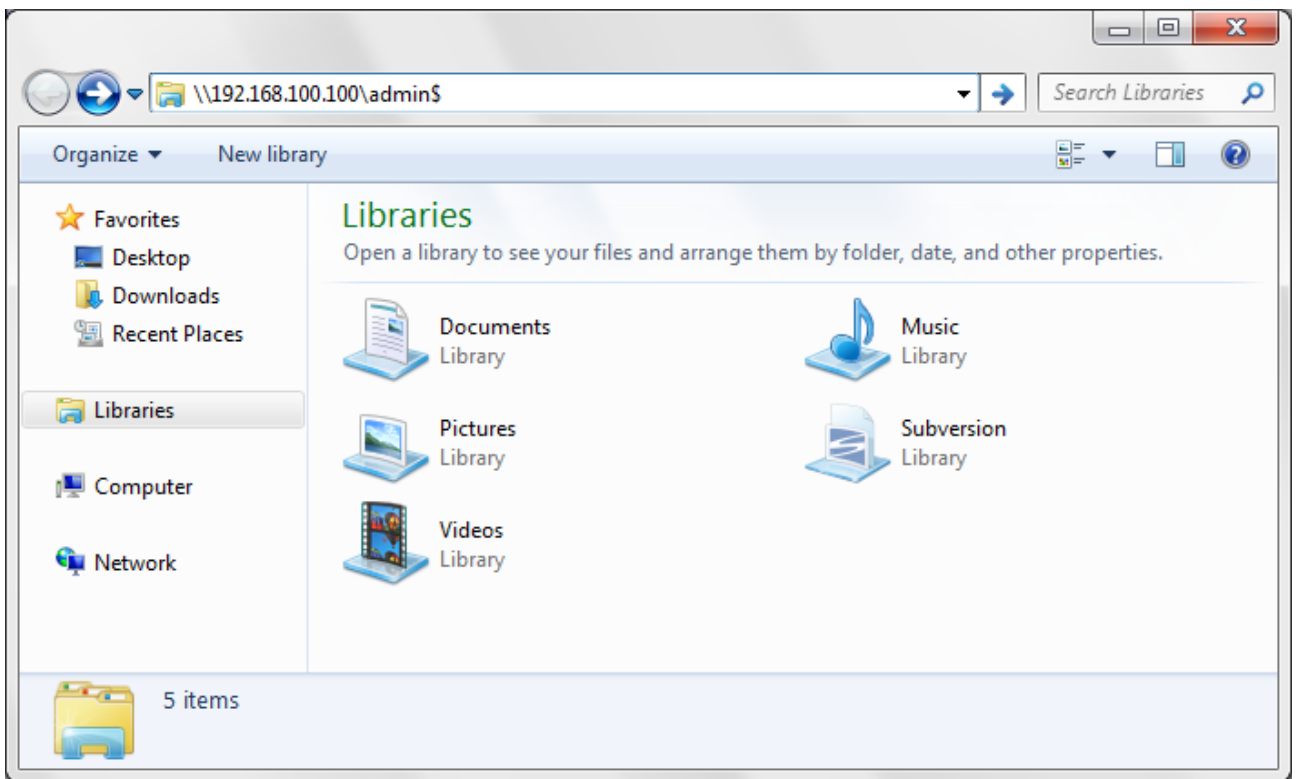 \\192.168.100.100\admin$
Search Libraries
Organize New library
Favorites
Desktop
Downloads
Recent Places
Libraries
Computer
Network
Libraries
Open a library to see your files and arrange them by folder, date, and other properties.
Documents
Library
Music
Library
Pictures
Library
Subversion
Library
Videos
Library
5 items